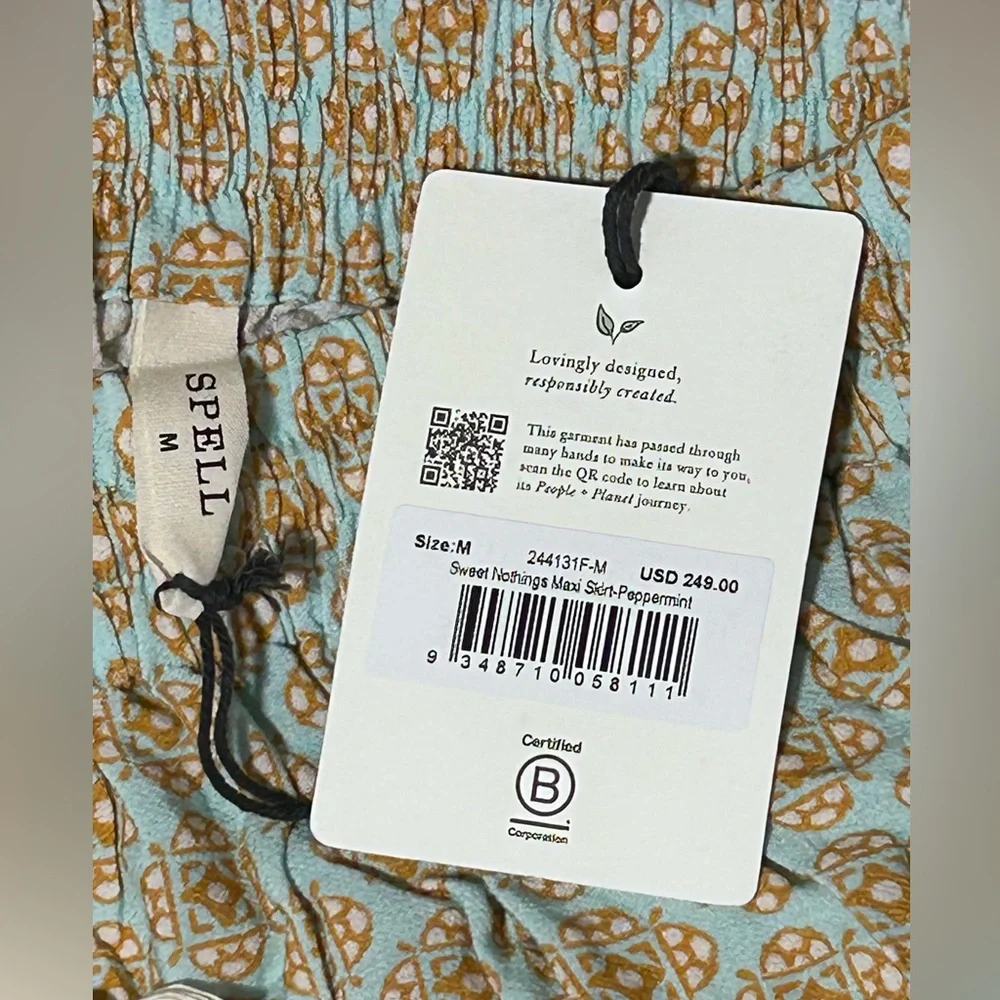 SPELL
M
Lovingly designed,
responsibly created.
This garment has passed through
many hands to make its way to you,
scan the QR code to learn about
its People + Planet journey.
Size:M 244131F-M USD 249.00
Sweet Nothings Maxi Skirt-Peppermint
9 348710 058111
Certified
B
Corporation